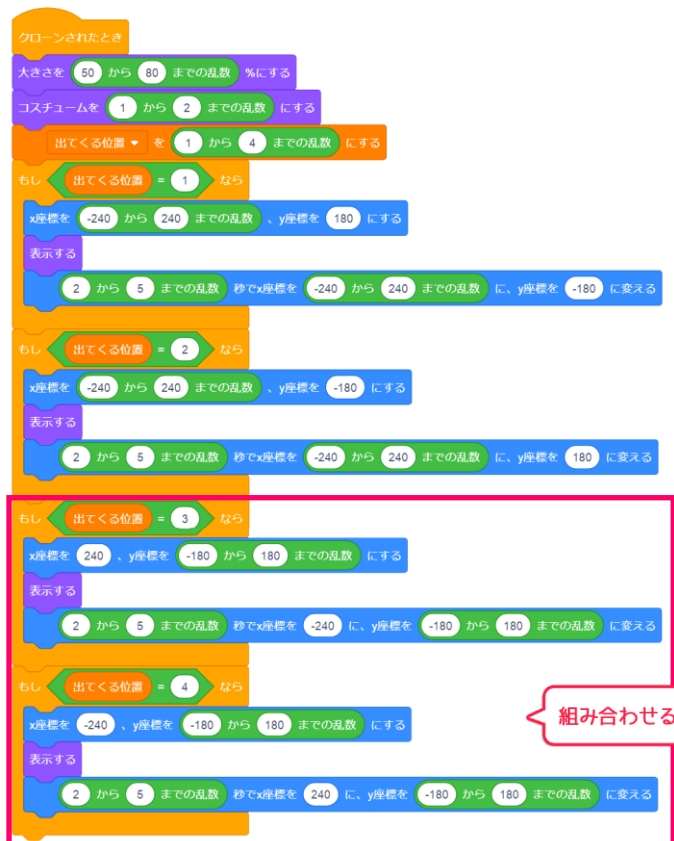 クローンされたとき
大きさを 50 から 80 までの乱数 %にする
コスチュームを 1 から 2 までの乱数 にする
出てくる位置 を 1 から 4 までの乱数 にする
もし 出てくる位置 = 1 なら
x座標を -240 から 240 までの乱数 、y座標を 180 にする
表示する
2 から 5 までの乱数 秒でx座標を -240 から 240 までの乱数 に、y座標を -180 に変える
もし 出てくる位置 = 2 なら
x座標を -240 から 240 までの乱数 、y座標を -180 にする
表示する
2 から 5 までの乱数 秒でx座標を -240 から 240 までの乱数 に、y座標を 180 に変える
もし 出てくる位置 = 3 なら
x座標を 240 、y座標を -180 から 180 までの乱数 にする
表示する
2 から 5 までの乱数 秒でx座標を -240 に、y座標を -180 から 180 までの乱数 に変える
もし 出てくる位置 = 4 なら
x座標を -240 、y座標を -180 から 180 までの乱数 にする
組み合わせる
表示する
2 から 5 までの乱数 秒でx座標を 240 に、y座標を -180 から 180 までの乱数 に変える